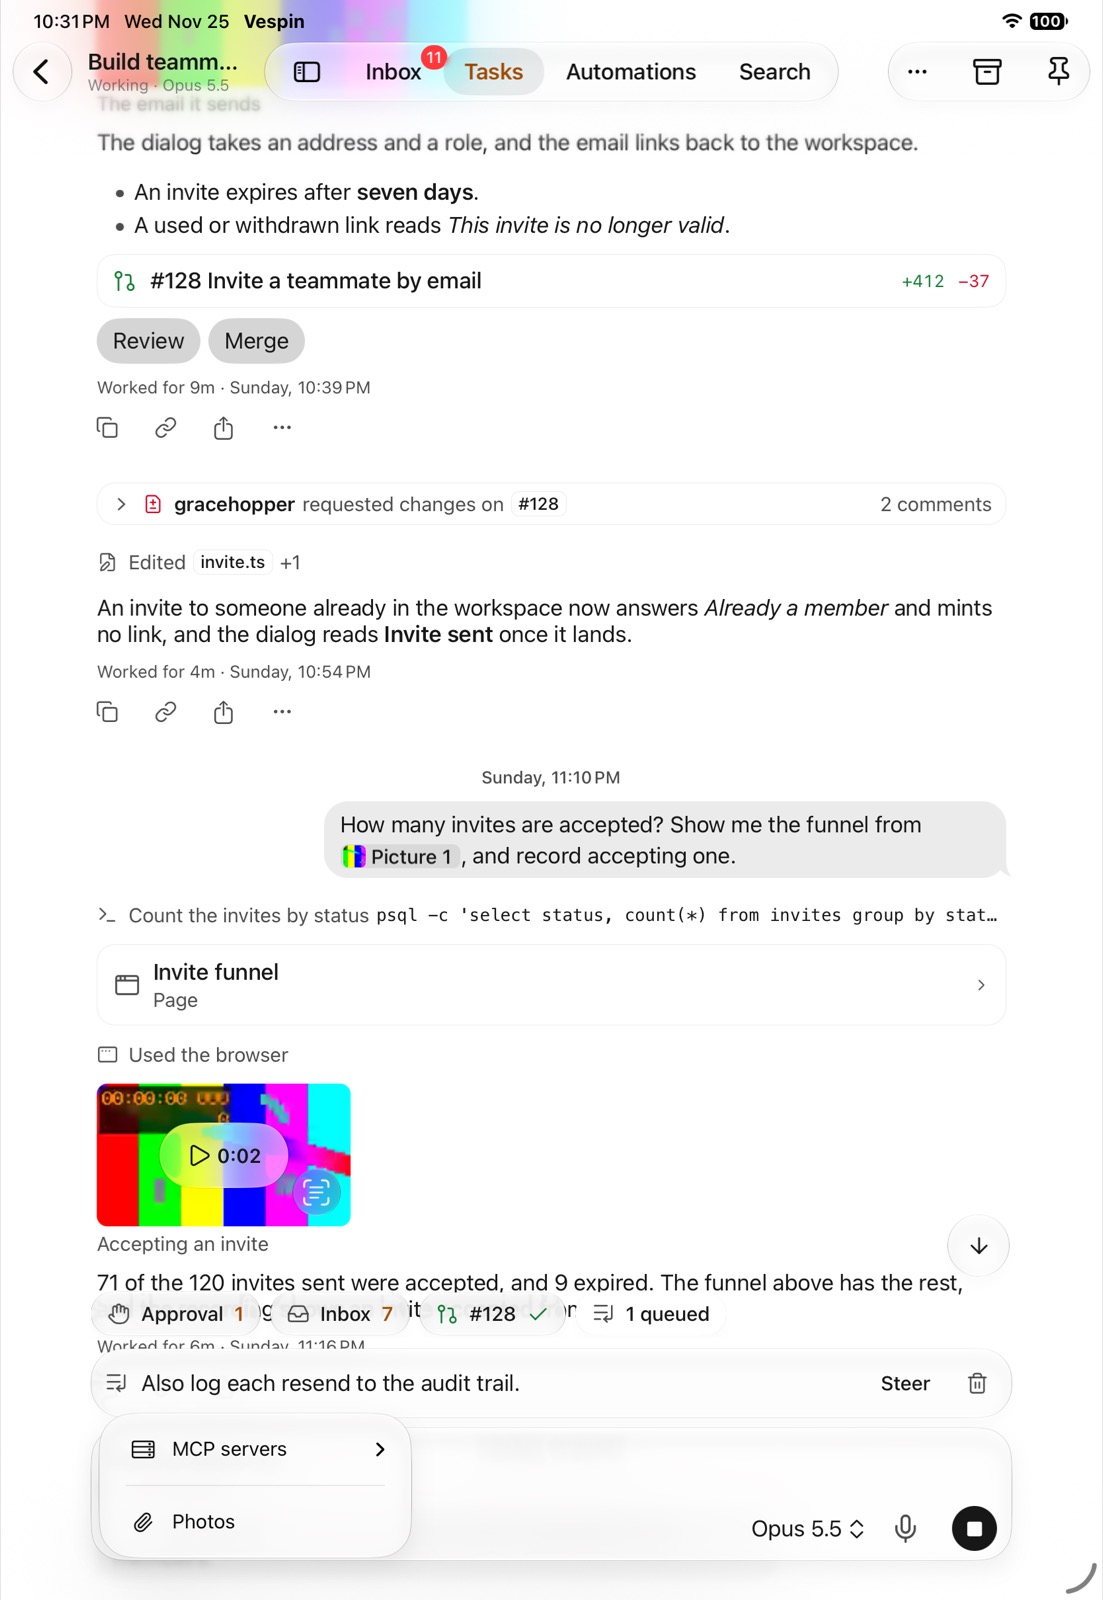 10:31 PM Wed Nov 25 Vespin
100
Build teamm...
Working · Opus 5.5
Inbox 11
Tasks
Automations
Search
The email it sends
The dialog takes an address and a role, and the email links back to the workspace.
• An invite expires after seven days.
• A used or withdrawn link reads This invite is no longer valid.
#128 Invite a teammate by email +412 −37
Review Merge
Worked for 9m · Sunday, 10:39 PM
gracehopper requested changes on #128 2 comments
Edited invite.ts +1
An invite to someone already in the workspace now answers Already a member and mints
no link, and the dialog reads Invite sent once it lands.
Worked for 4m · Sunday, 10:54 PM
Sunday, 11:10 PM
How many invites are accepted? Show me the funnel from
Picture 1 , and record accepting one.
Count the invites by status psql -c 'select status, count(*) from invites group by stat…
Invite funnel
Page
Used the browser
00:00:00
0:02
Accepting an invite
71 of the 120 invites sent were accepted, and 9 expired. The funnel above has the rest,
Approval 1 Inbox 7 #128 1 queued
Worked for 6m · Sunday, 11:16 PM
Also log each resend to the audit trail. Steer
MCP servers
Photos
Opus 5.5